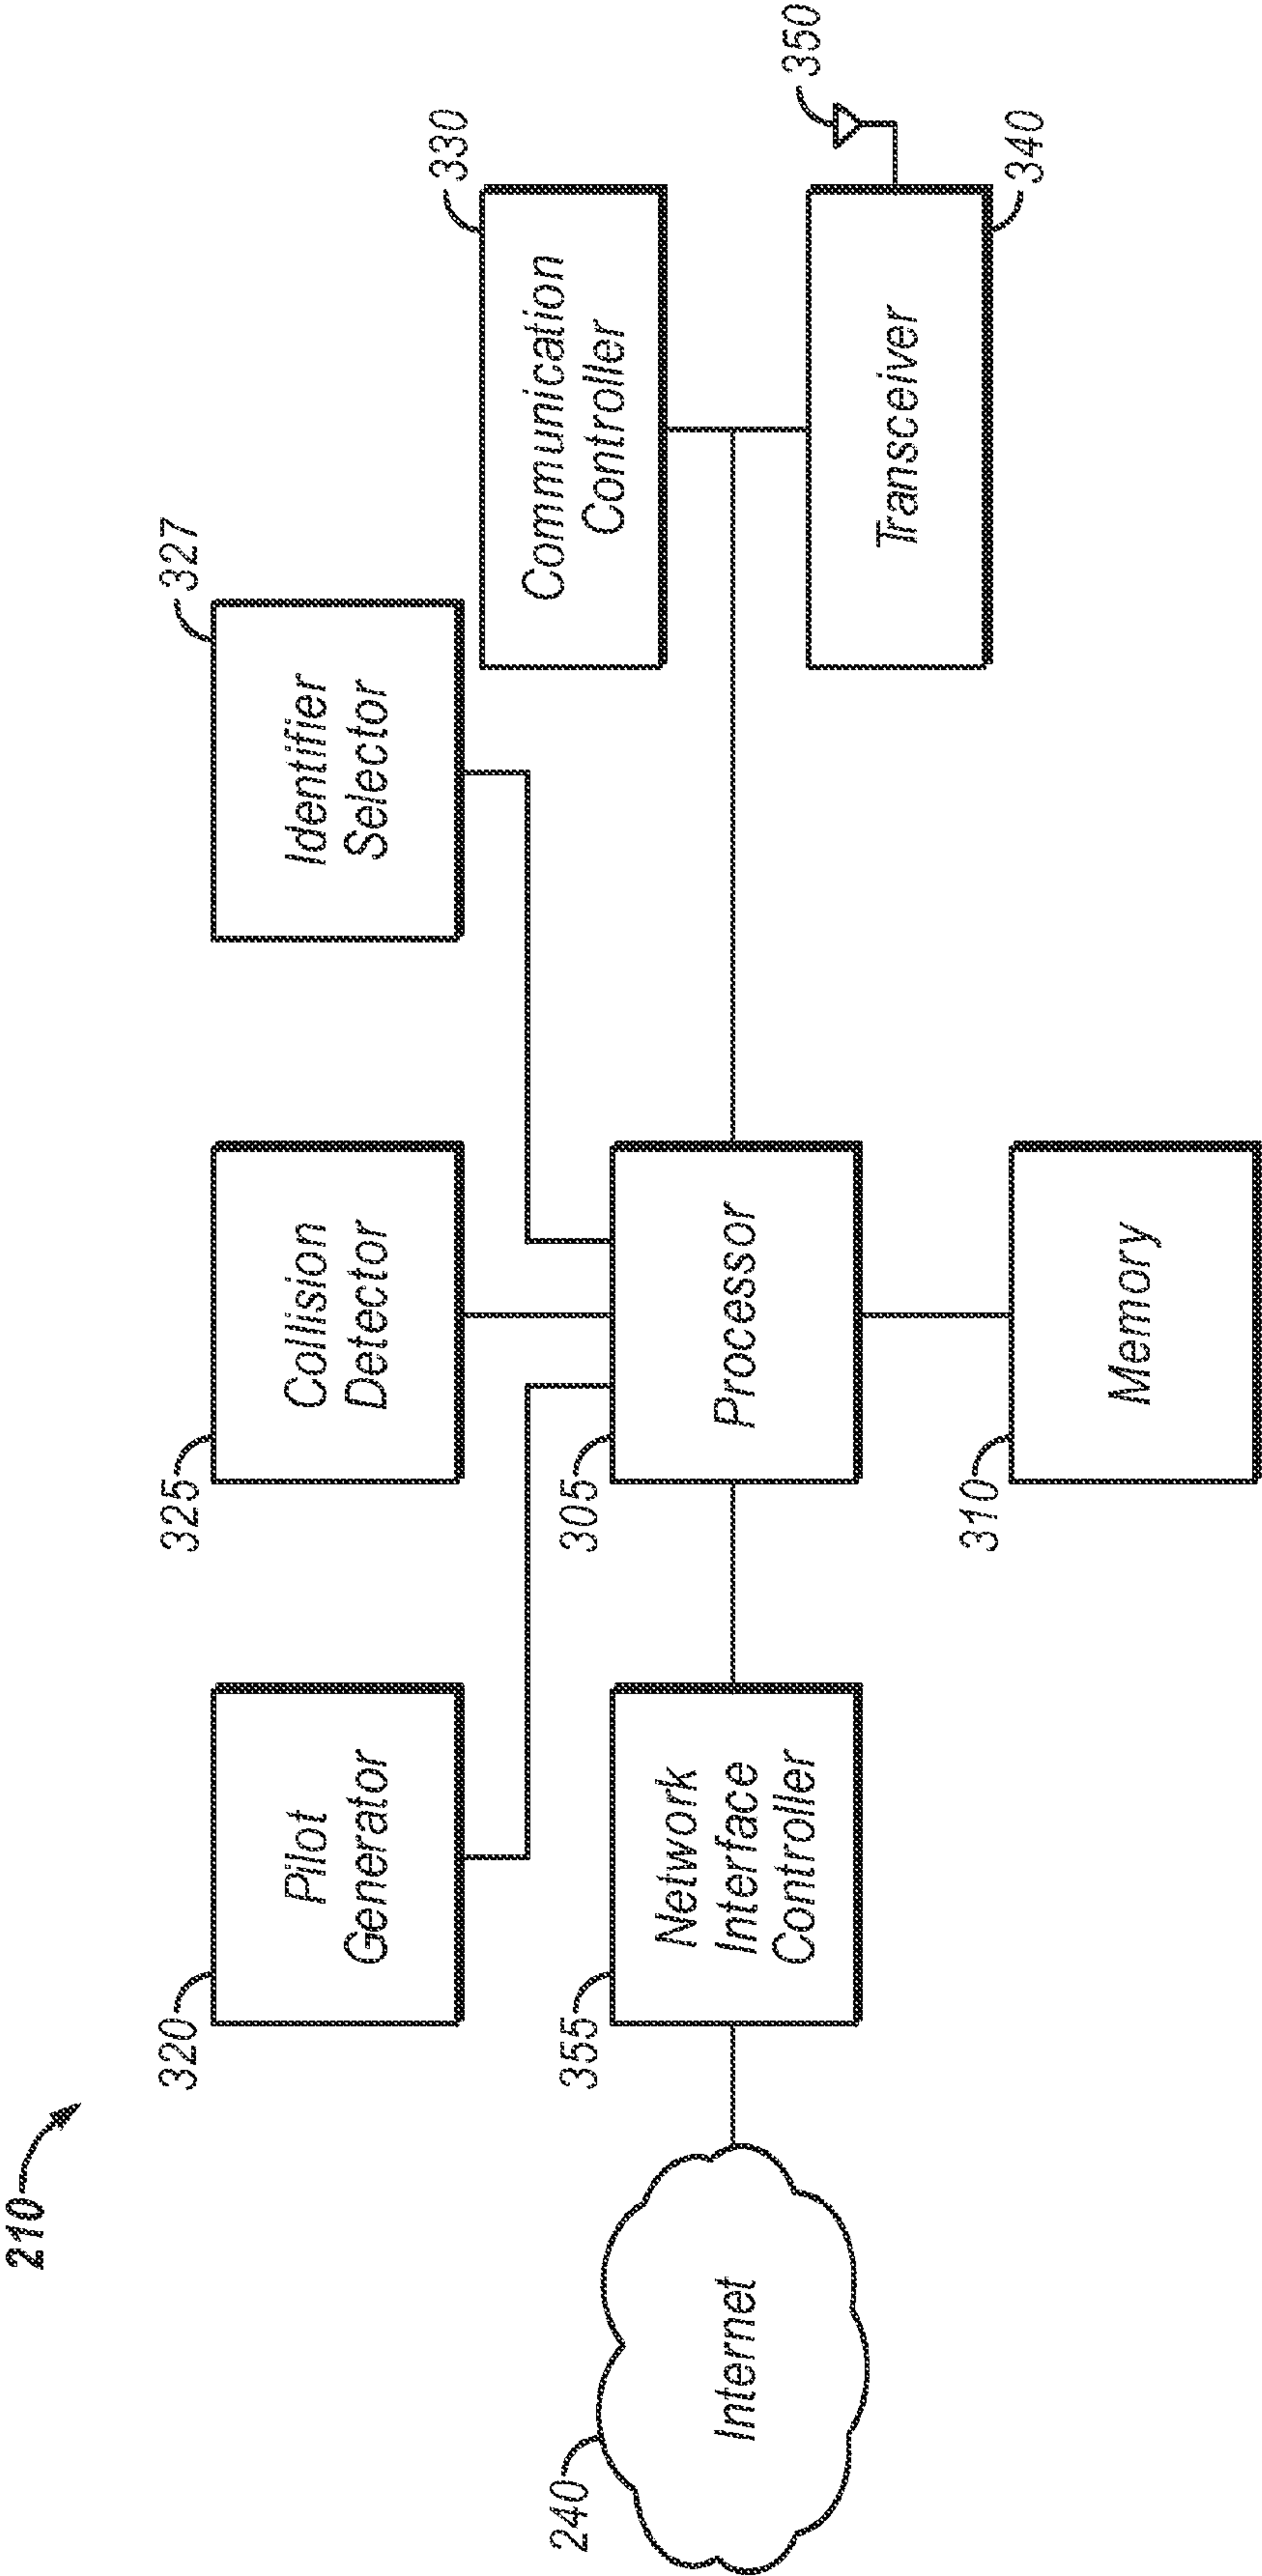 210
320
Pilot
Generator
325
Collision
Detector
327
Identifier
Selector
330
Communication
Controller
240
Internet
355
Network
Interface
Controller
305
Processor
350
Transceiver
340
310
Memory